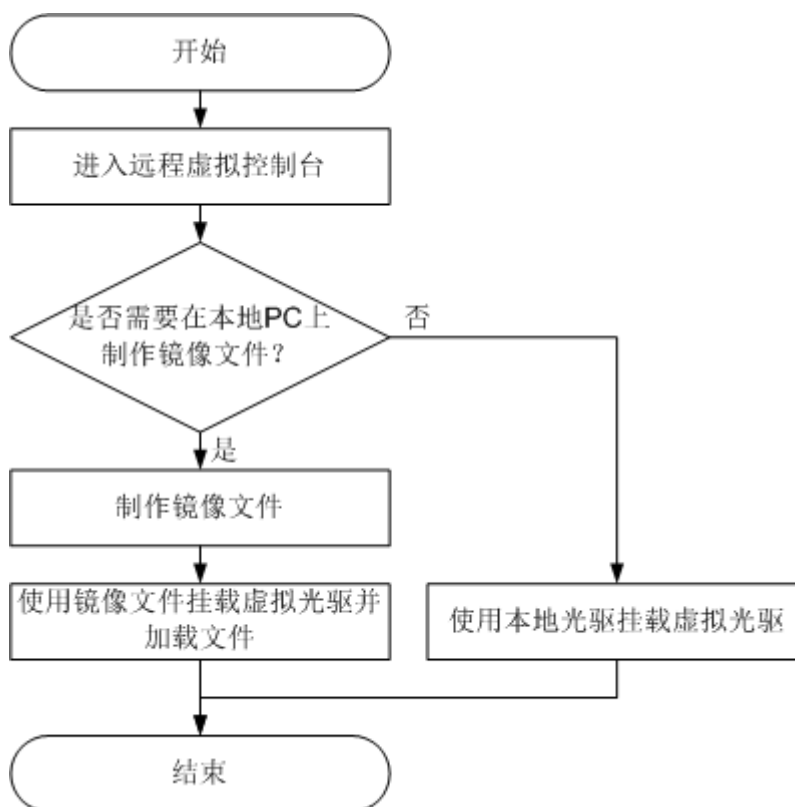 开始
进入远程虚拟控制台
是否需要在本地PC上
制作镜像文件？
否
是
制作镜像文件
使用镜像文件挂载虚拟光驱并
加载文件
使用本地光驱挂载虚拟光驱
结束